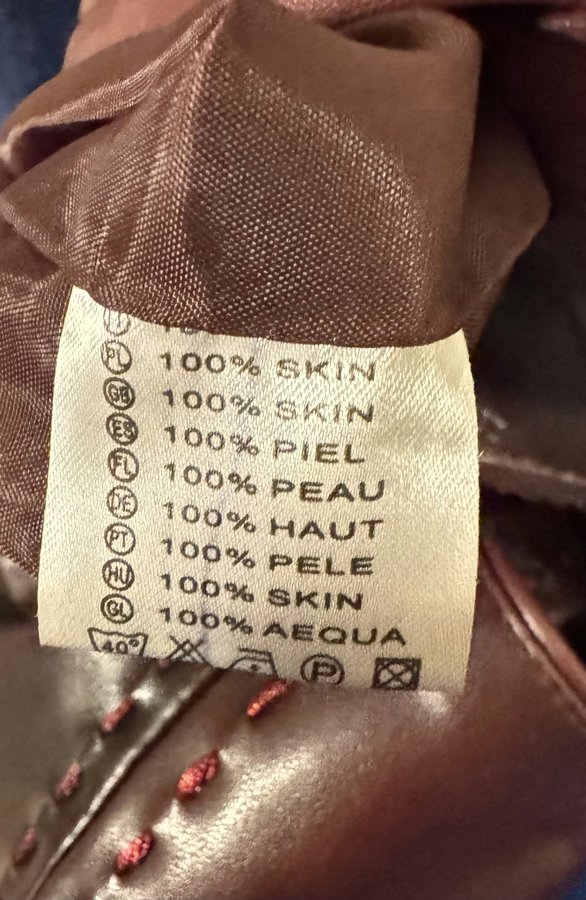 PL 100% SKIN
GB 100% SKIN
ES 100% PIEL
FL 100% PEAU
DE 100% HAUT
PT 100% PELE
HU 100% SKIN
GL 100% AEQUA
40° P